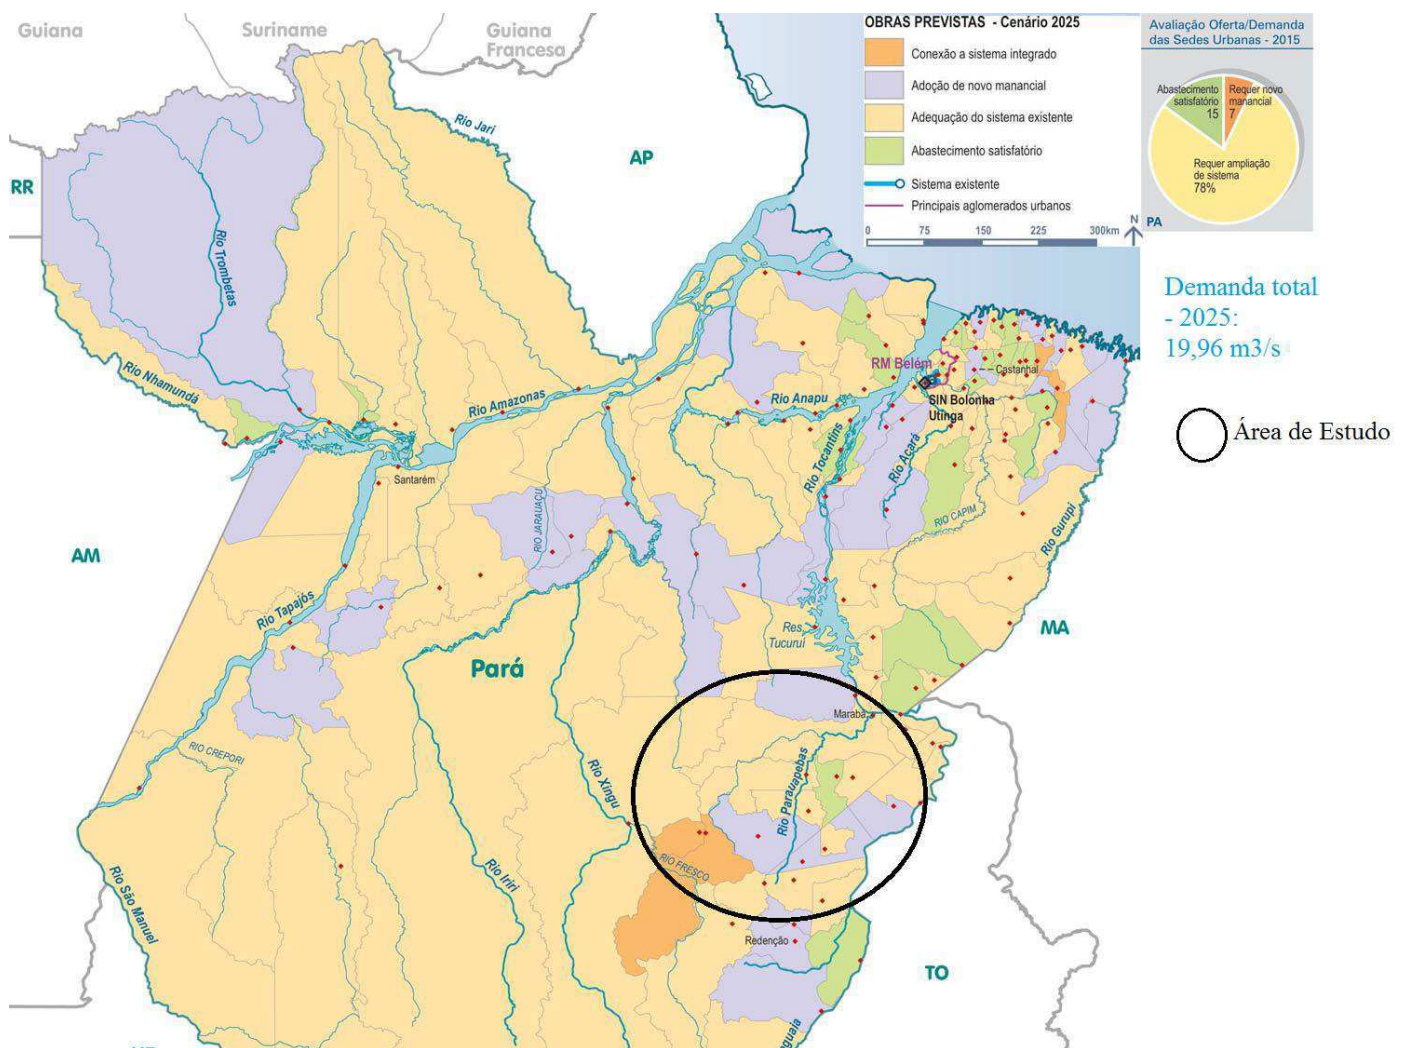 Guiana
Suriname
Guiana
Francesa
OBRAS PREVISTAS - Cenário 2025
Conexão a sistema integrado
Adoção de novo manancial
Adequação do sistema existente
Abastecimento satisfatório
Sistema existente
Principais aglomerados urbanos
0 75 150 225 300km
N
Avaliação Oferta/Demanda
das Sedes Urbanas - 2015
Abastecimento
satisfatório
15
Requer novo
manancial
7
Requer ampliação
de sistema
78%
PA
Demanda total
- 2025:
19,96 m3/s
Área de Estudo
RR
AP
Rio Jari
Rio Trombetas
Rio Nhamundá
Rio Amazonas
Rio Anapu
RM Belém
Castanhal
SIN Bolonha
Utinga
Rio Tocantins
Rio Acará
RIO CAPIM
Rio Gurupi
Santarém
RIO JARAUAÇU
AM
Rio Tapajós
Res.
Tucuruí
MA
Pará
Marabá
RIO CREPORI
Rio Xingu
Rio Parauapebas
RIO FRESCO
Rio Iriri
Rio São Manuel
Redenção
TO